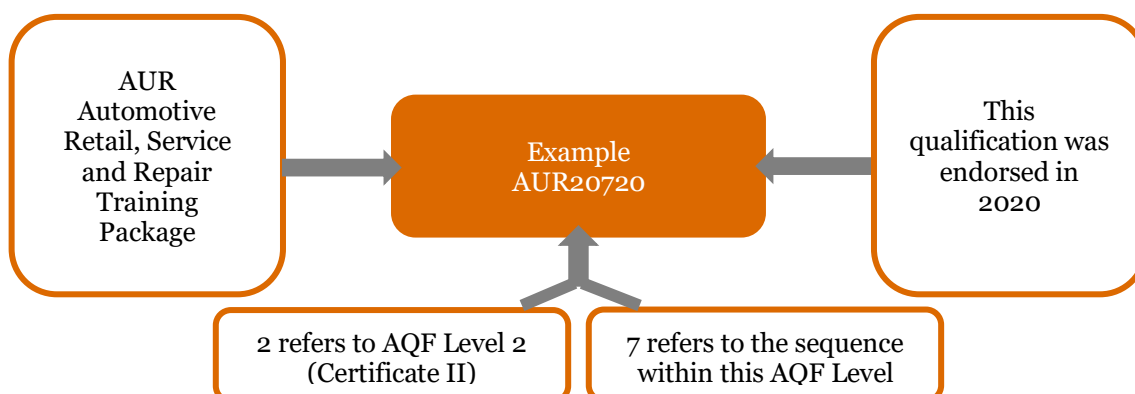 AUR
Automotive
Retail, Service
and Repair
Training
Package
Example
AUR20720
This
qualification was
endorsed in
2020
2 refers to AQF Level 2
(Certificate II)
7 refers to the sequence
within this AQF Level